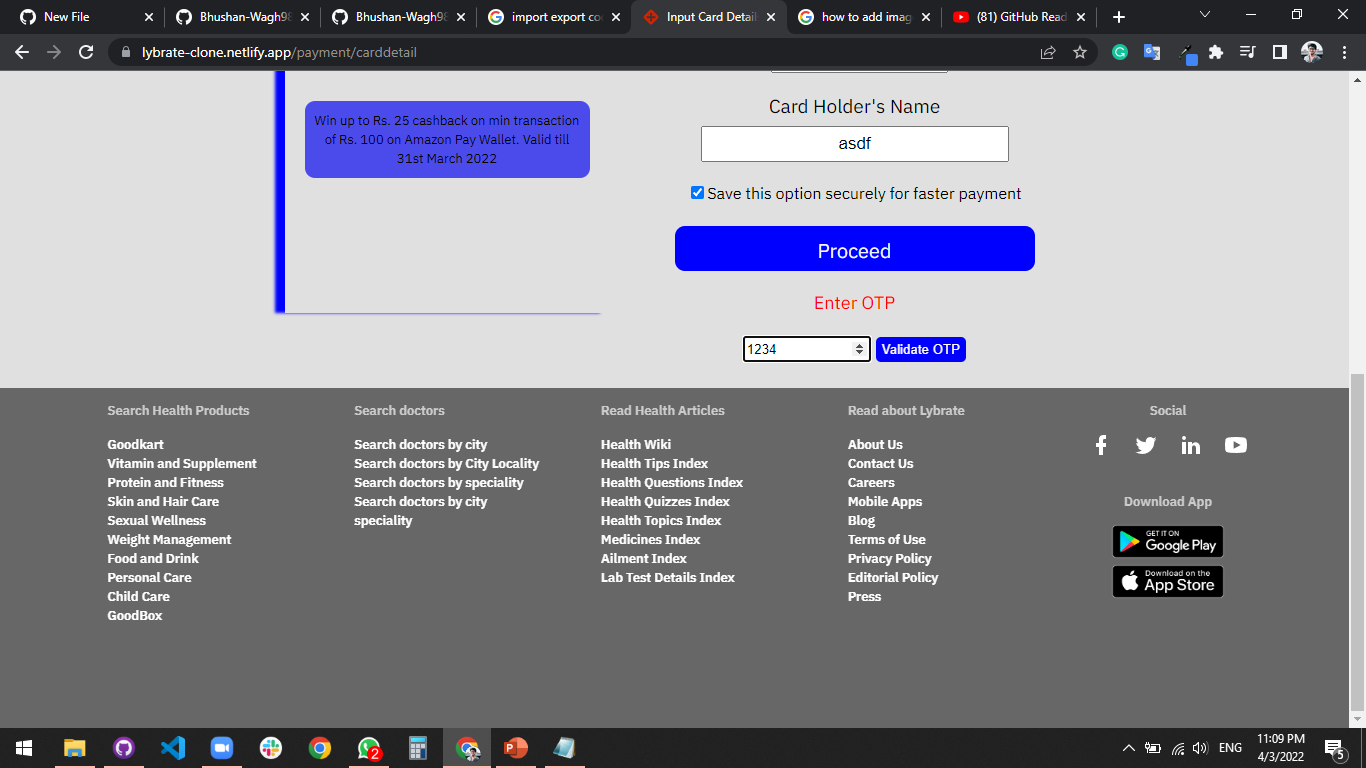 New File
Bhushan-Wagh98
Bhushan-Wagh98
import export co
Input Card Detail
how to add imag
(81) GitHub Read
lybrate-clone.netlify.app/payment/carddetail
Win up to Rs. 25 cashback on min transaction
of Rs. 100 on Amazon Pay Wallet. Valid till
31st March 2022
Card Holder's Name
asdf
Save this option securely for faster payment
Proceed
Enter OTP
1234
Validate OTP
Search Health Products
Goodkart
Vitamin and Supplement
Protein and Fitness
Skin and Hair Care
Sexual Wellness
Weight Management
Food and Drink
Personal Care
Child Care
GoodBox
Search doctors
Search doctors by city
Search doctors by City Locality
Search doctors by speciality
Search doctors by city
speciality
Read Health Articles
Health Wiki
Health Tips Index
Health Questions Index
Health Quizzes Index
Health Topics Index
Medicines Index
Ailment Index
Lab Test Details Index
Read about Lybrate
About Us
Contact Us
Careers
Mobile Apps
Blog
Terms of Use
Privacy Policy
Editorial Policy
Press
Social
Download App
GET IT ON
Google Play
Download on the
App Store
2
ENG
11:09 PM
4/3/2022
5